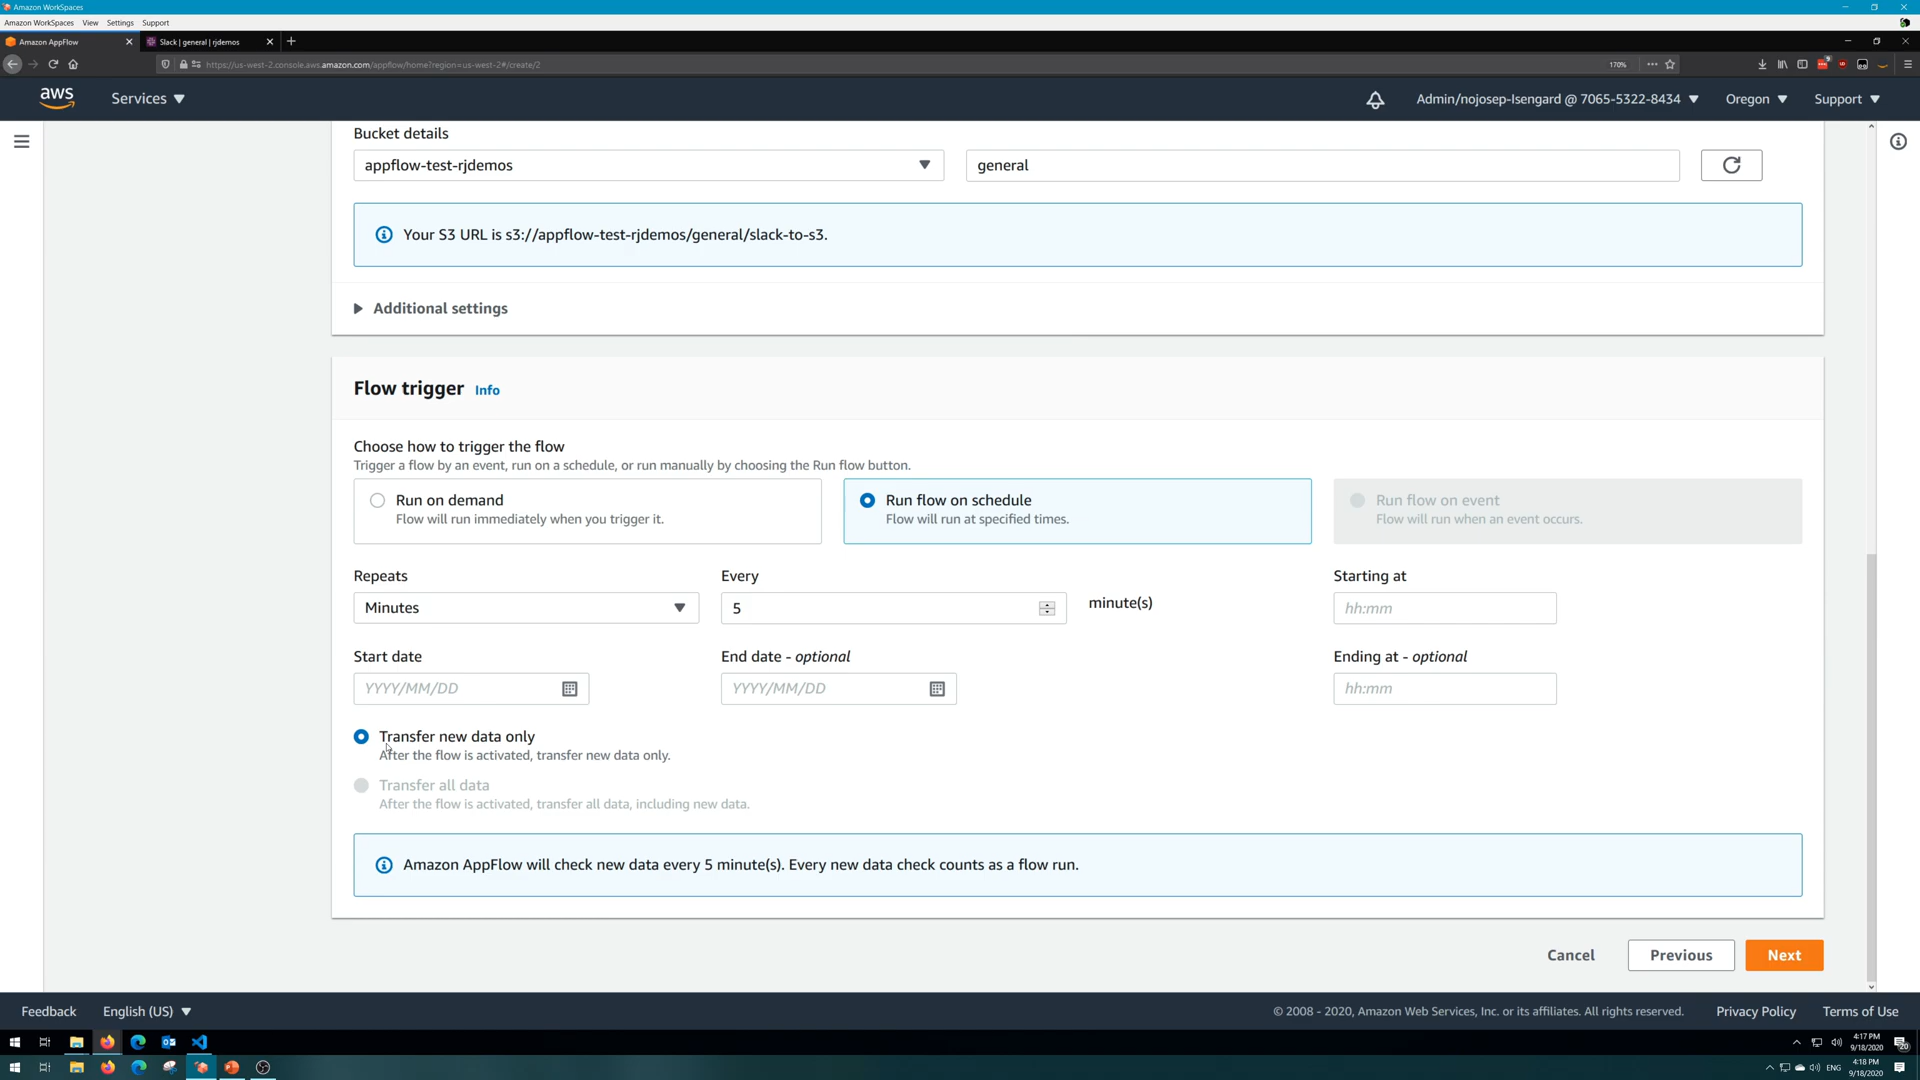 Amazon WorkSpaces
Amazon WorkSpaces View Settings Support
Amazon AppFlow
Slack | general | rjdemos
https://us-west-2.console.aws.amazon.com/appflow/home?region=us-west-2#/create/2
170%
aws
Services
Admin/nojosep-Isengard @ 7065-5322-8434
Oregon
Support
Bucket details
appflow-test-rjdemos
general
Your S3 URL is s3://appflow-test-rjdemos/general/slack-to-s3.
Additional settings
Flow trigger Info
Choose how to trigger the flow
Trigger a flow by an event, run on a schedule, or run manually by choosing the Run flow button.
Run on demand
Flow will run immediately when you trigger it.
Run flow on schedule
Flow will run at specified times.
Run flow on event
Flow will run when an event occurs.
Repeats
Every
Starting at
Minutes
5
minute(s)
hh:mm
Start date
End date - optional
Ending at - optional
YYYY/MM/DD
YYYY/MM/DD
hh:mm
Transfer new data only
After the flow is activated, transfer new data only.
Transfer all data
After the flow is activated, transfer all data, including new data.
Amazon AppFlow will check new data every 5 minute(s). Every new data check counts as a flow run.
Cancel
Previous
Next
Feedback
English (US)
© 2008 - 2020, Amazon Web Services, Inc. or its affiliates. All rights reserved.
Privacy Policy
Terms of Use
4:17 PM
9/18/2020
20
ENG
4:18 PM
9/18/2020